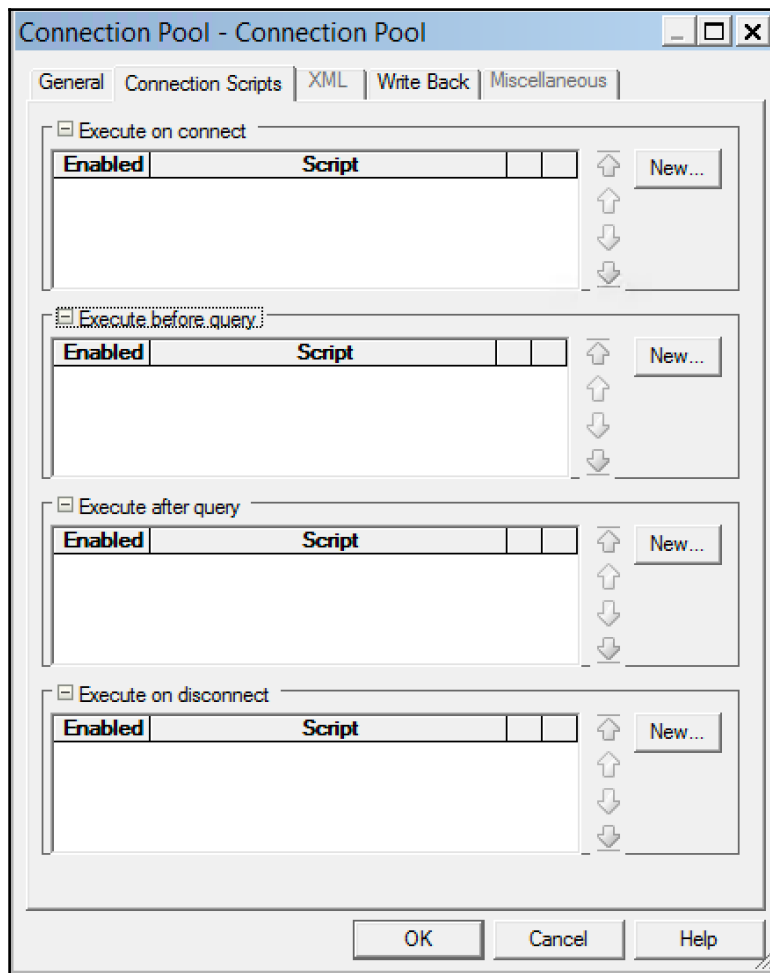 Connection Pool - Connection Pool
General Connection Scripts XML Write Back Miscellaneous
Execute on connect
Enabled Script
New...
Execute before query
Enabled Script
New...
Execute after query
Enabled Script
New...
Execute on disconnect
Enabled Script
New...
OK Cancel Help